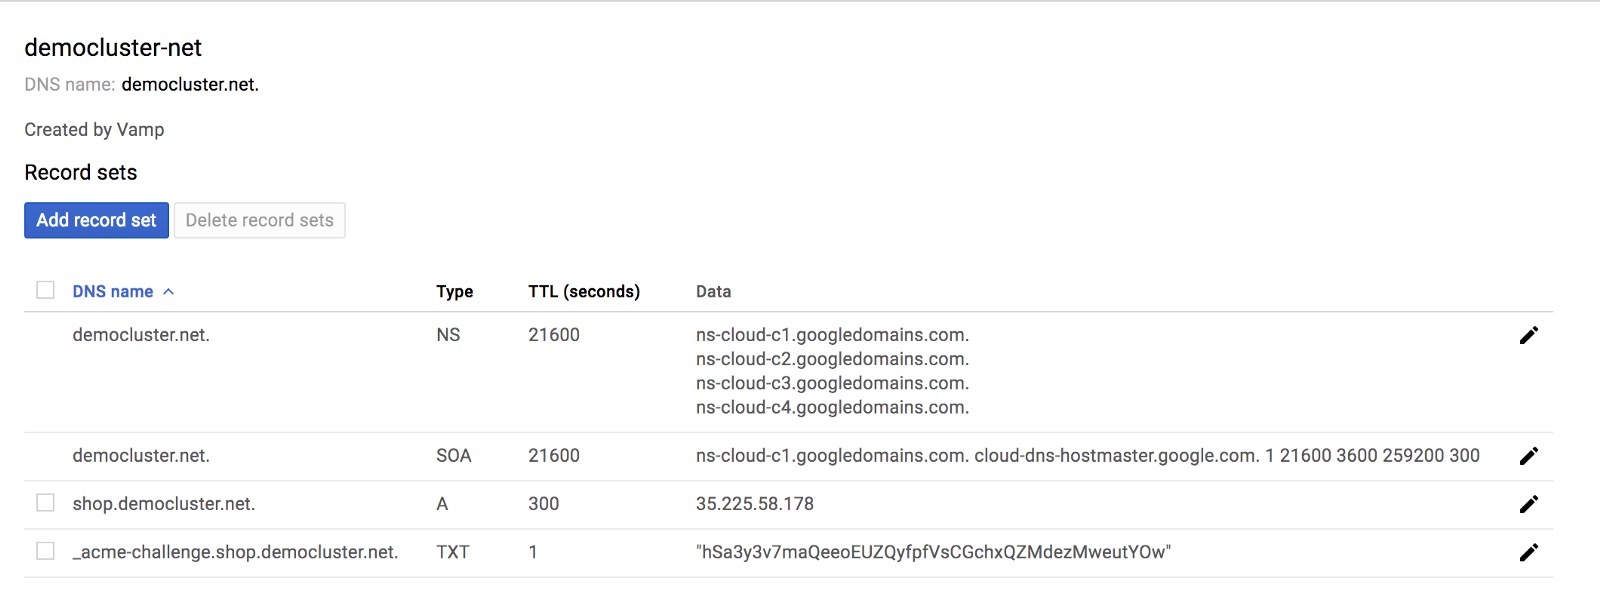 democluster-net
DNS name: democluster.net.
Created by Vamp
Record sets
Add record set Delete record sets
DNS name Type TTL (seconds) Data
democluster.net. NS 21600 ns-cloud-c1.googledomains.com.
ns-cloud-c2.googledomains.com.
ns-cloud-c3.googledomains.com.
ns-cloud-c4.googledomains.com.
democluster.net. SOA 21600 ns-cloud-c1.googledomains.com. cloud-dns-hostmaster.google.com. 1 21600 3600 259200 300
shop.democluster.net. A 300 35.225.58.178
_acme-challenge.shop.democluster.net. TXT 1 "hSa3y3v7maQeeoEUZQyfpfVsCGchxQZMdezMweutYOw"